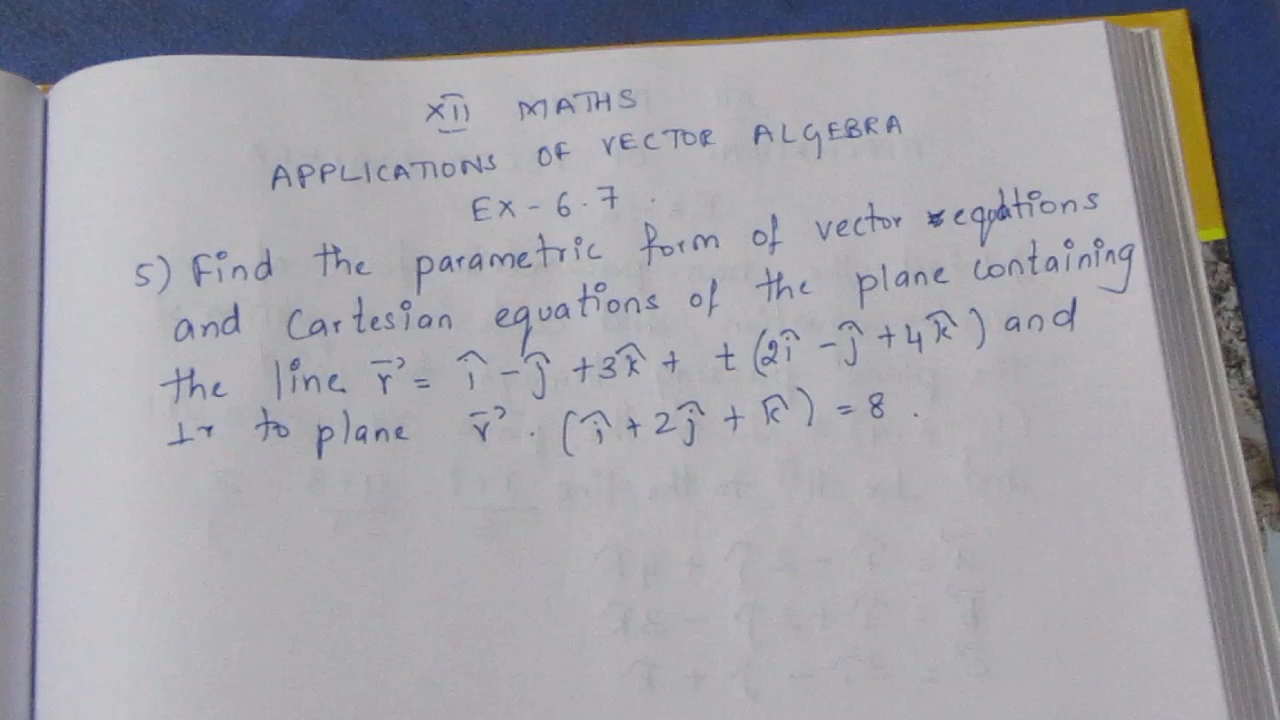 XII MATHS
APPLICATIONS OF VECTOR ALGEBRA
EX - 6.7.
5) Find the parametric form of vector equations
and Cartesian equations of the plane containing
the line r⃗ = î - ĵ + 3k̂ + t (2î - ĵ + 4k̂) and
⊥r to plane r⃗ . (î + 2ĵ + k̂) = 8 .